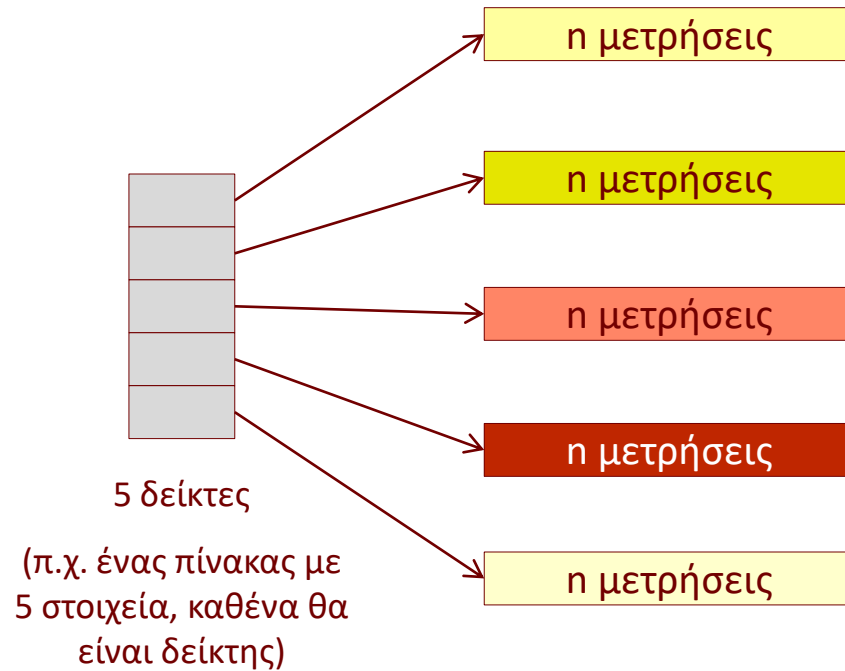 n μετρήσεις
n μετρήσεις
n μετρήσεις
n μετρήσεις
n μετρήσεις
5 δείκτες
(π.χ. ένας πίνακας με
5 στοιχεία, καθένα θα
είναι δείκτης)